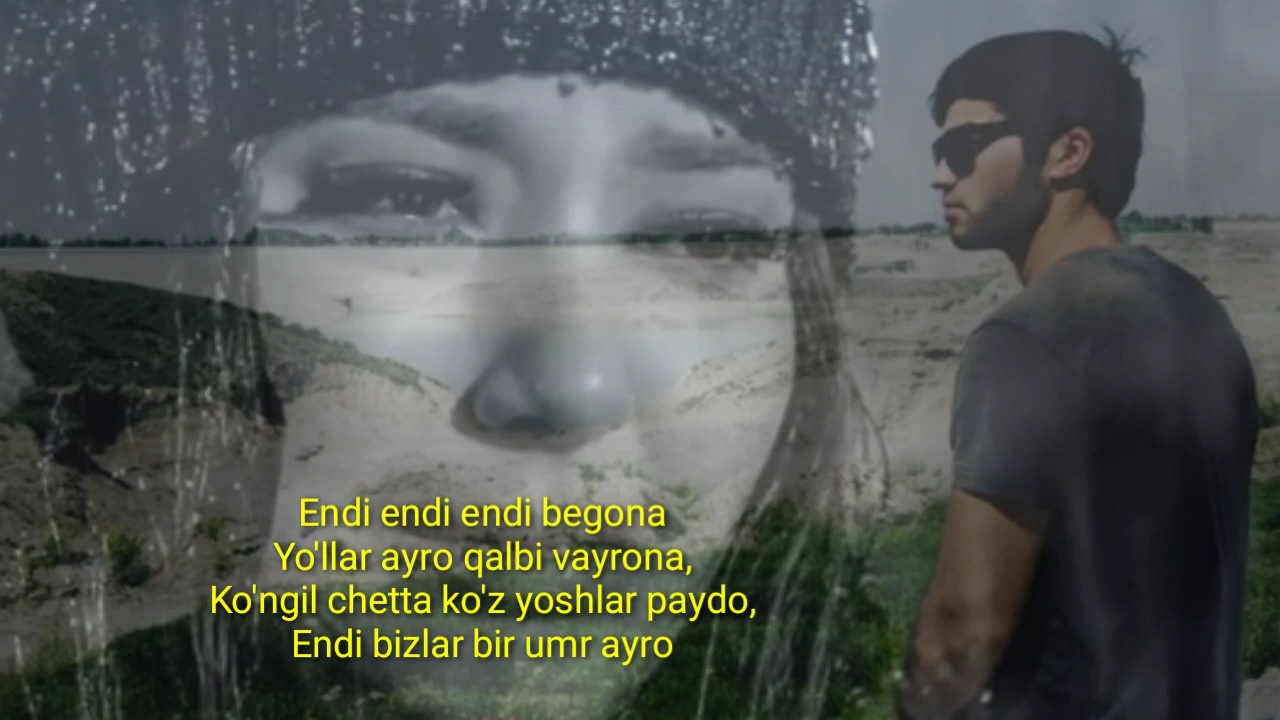 Endi endi endi begona
Yo'llar ayro qalbi vayrona,
Ko'ngil chetta ko'z yoshlar paydo,
Endi bizlar bir umr ayro